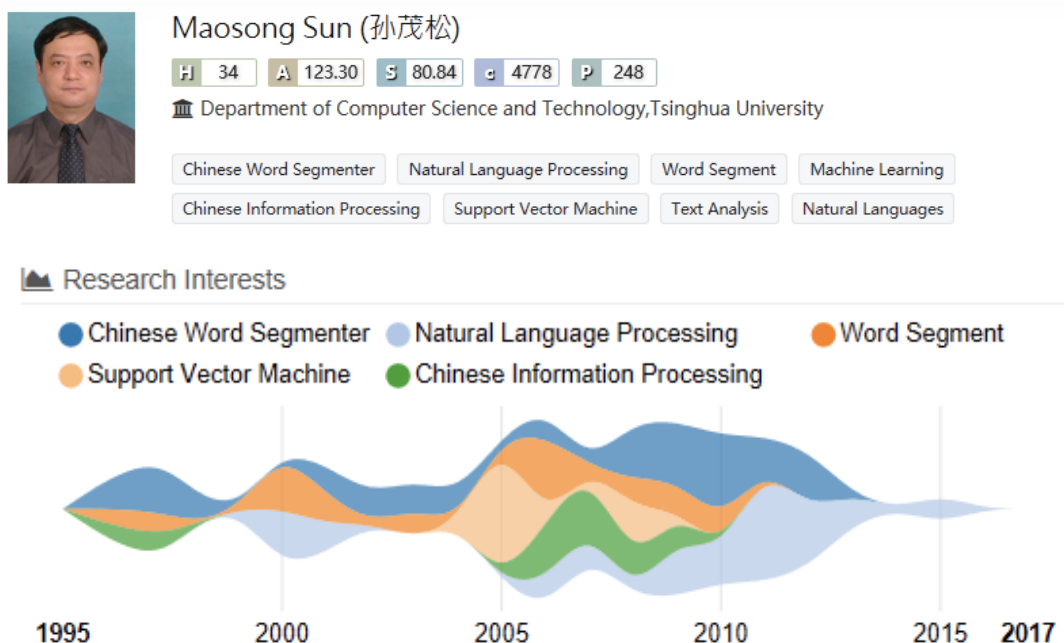 Maosong Sun (孙茂松)
H 34 A 123.30 S 80.84 c 4778 P 248
Department of Computer Science and Technology,Tsinghua University
Chinese Word Segmenter Natural Language Processing Word Segment Machine Learning
Chinese Information Processing Support Vector Machine Text Analysis Natural Languages
Research Interests
Chinese Word Segmenter Natural Language Processing Word Segment
Support Vector Machine Chinese Information Processing
1995 2000 2005 2010 2015 2017